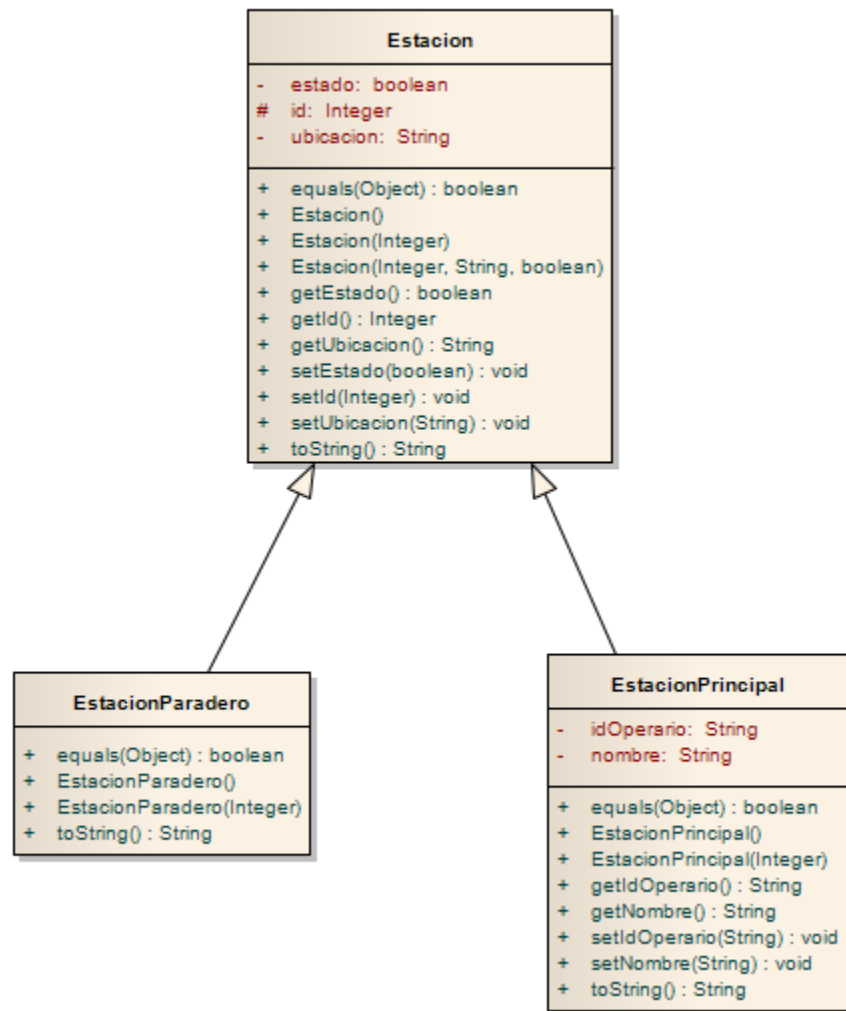 Estacion
- estado: boolean
# id: Integer
- ubicacion: String
+ equals(Object) : boolean
+ Estacion()
+ Estacion(Integer)
+ Estacion(Integer, String, boolean)
+ getEstado() : boolean
+ getId() : Integer
+ getUbicacion() : String
+ setEstado(boolean) : void
+ setId(Integer) : void
+ setUbicacion(String) : void
+ toString() : String
EstacionParadero
+ equals(Object) : boolean
+ EstacionParadero()
+ EstacionParadero(Integer)
+ toString() : String
EstacionPrincipal
- idOperario: String
- nombre: String
+ equals(Object) : boolean
+ EstacionPrincipal()
+ EstacionPrincipal(Integer)
+ getIdOperario() : String
+ getNombre() : String
+ setIdOperario(String) : void
+ setNombre(String) : void
+ toString() : String